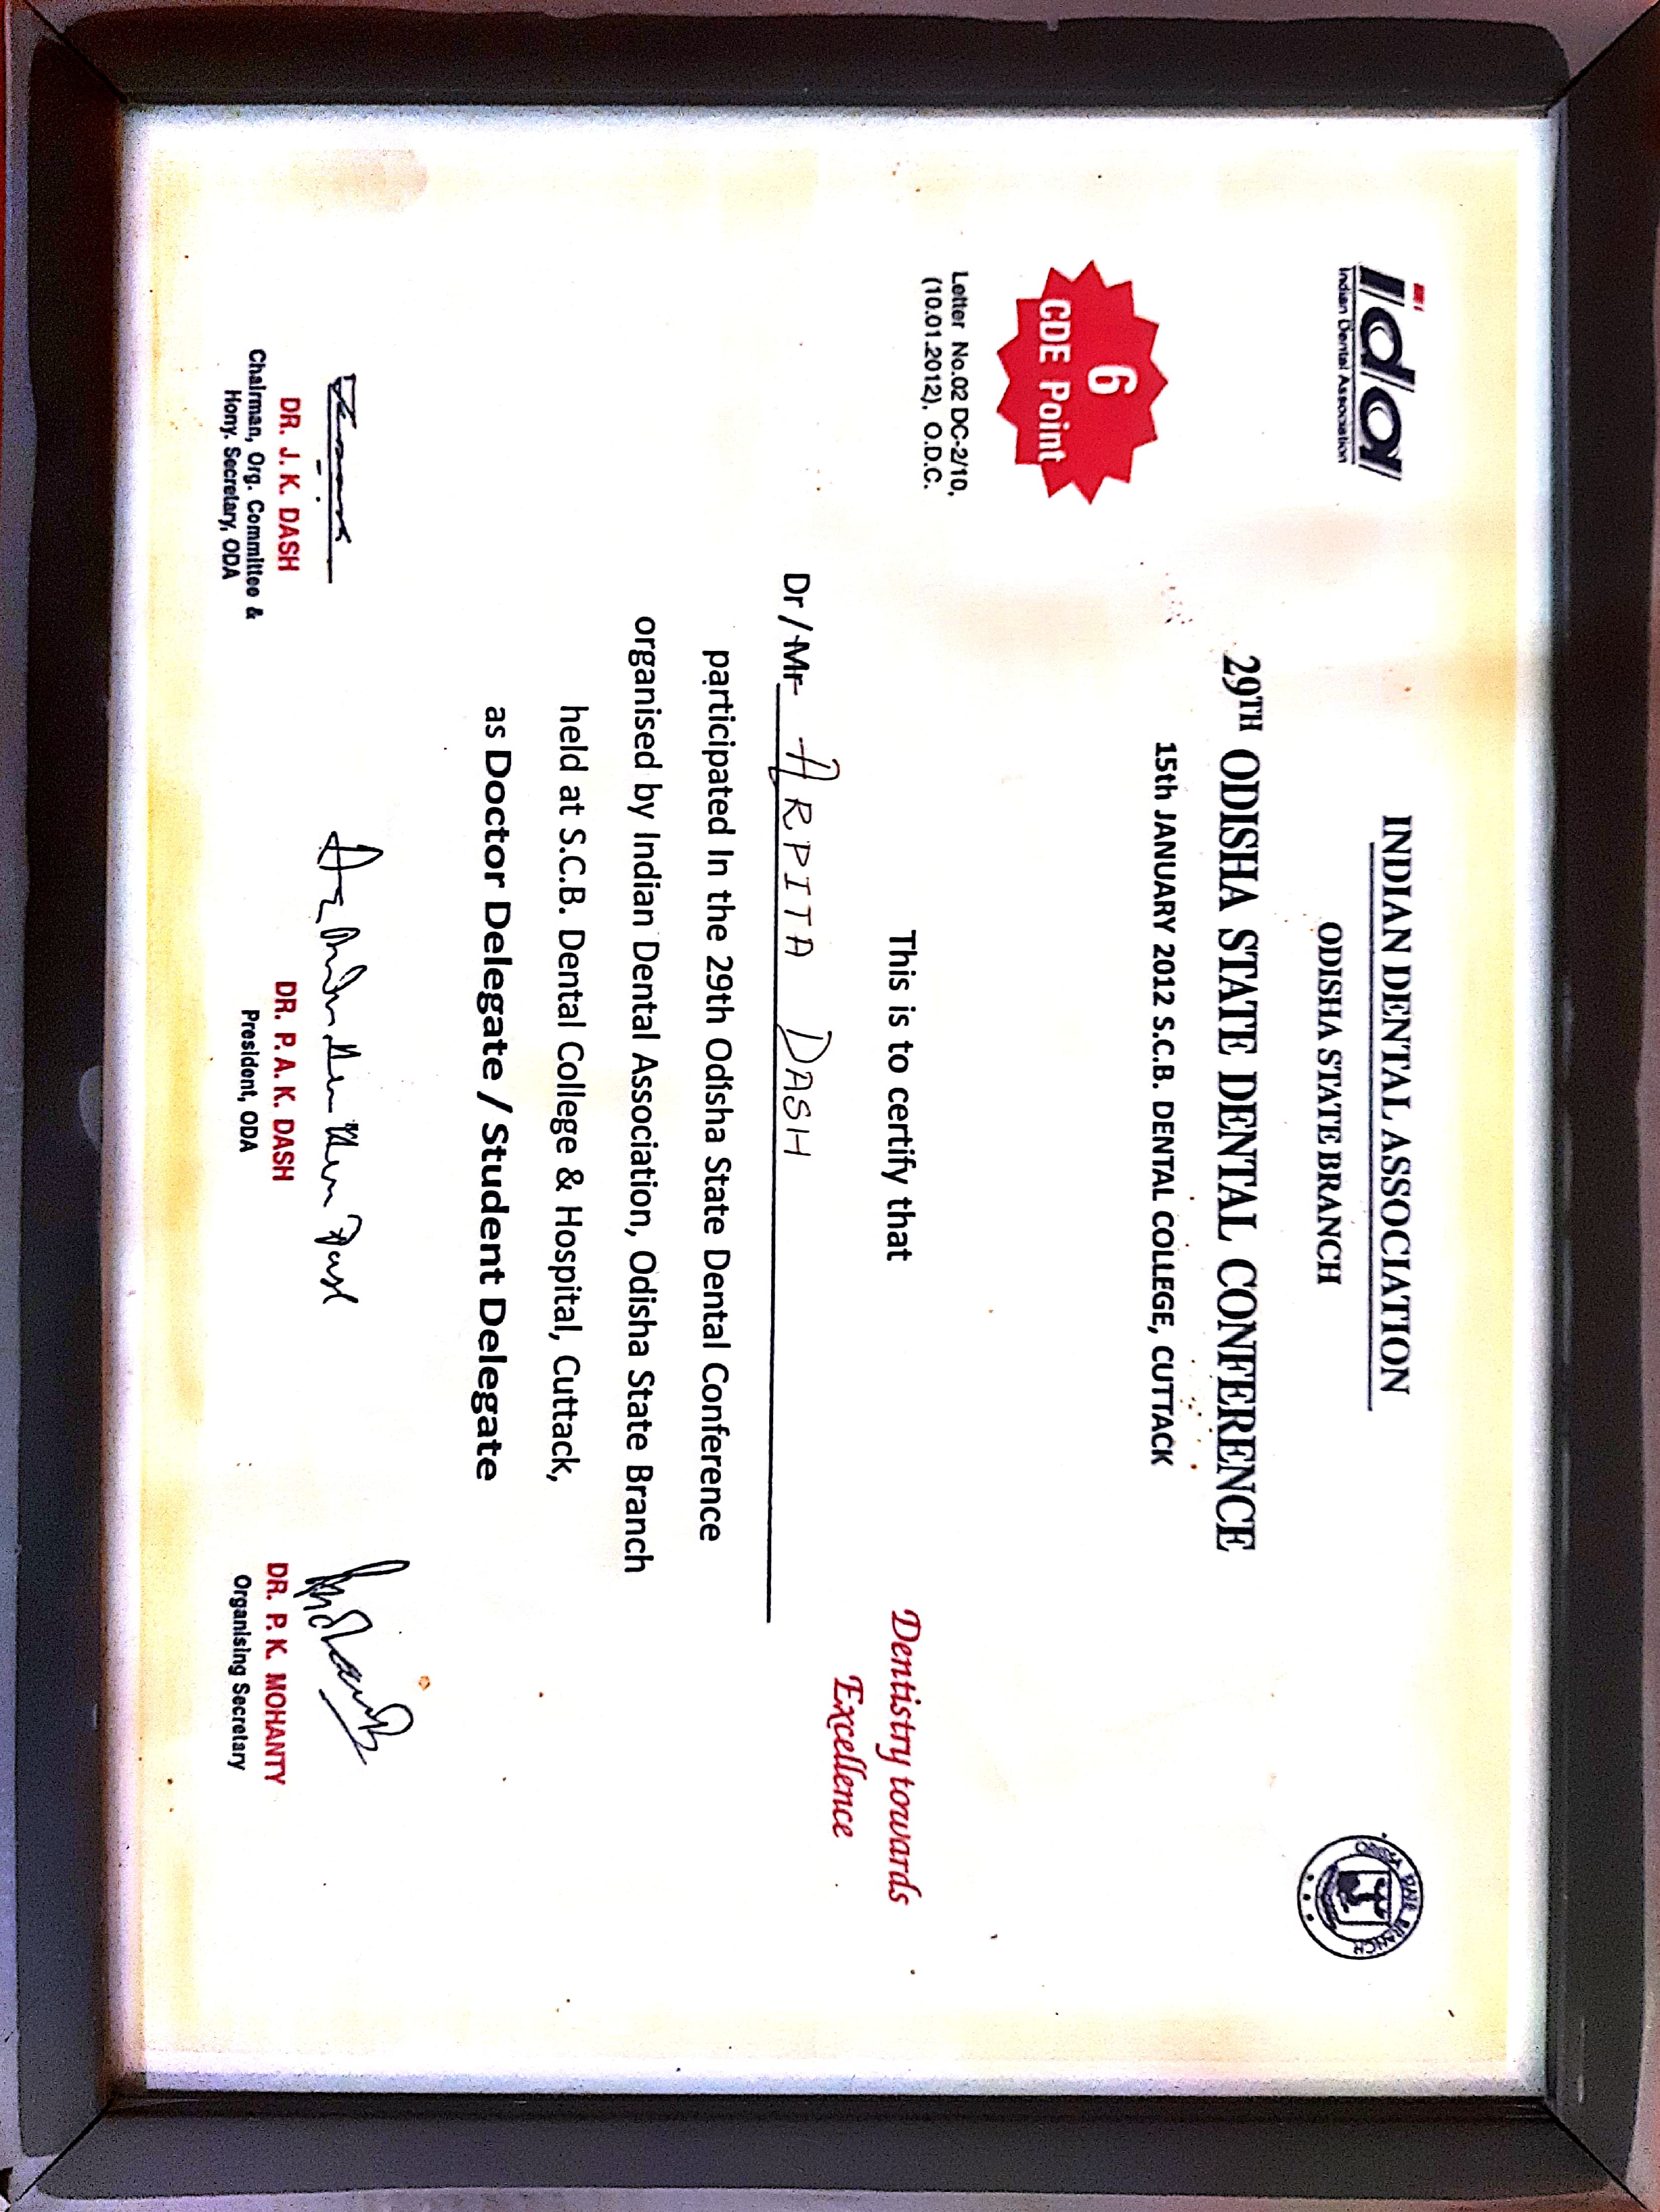 ida
Indian Dental Association
INDIAN DENTAL ASSOCIATION
ODISHA STATE BRANCH
29TH ODISHA STATE DENTAL CONFERENCE
15th JANUARY 2012 S.C.B. DENTAL COLLEGE, CUTTACK
STATE BRANCH
6
CDE Point
Letter No.02 DC-2/10,
(10.01.2012), O.D.C.
Dentistry towards
Excellence
This is to certify that
Dr/Mr ARPITA DASH
participated In the 29th Odisha State Dental Conference
organised by Indian Dental Association, Odisha State Branch
held at S.C.B. Dental College & Hospital, Cuttack,
as Doctor Delegate / Student Delegate
DR. J. K. DASH
Chairman, Org. Committee &
Hony. Secretary, ODA
DR. P. A. K. DASH
President, ODA
DR. P. K. MOHANTY
Organising Secretary